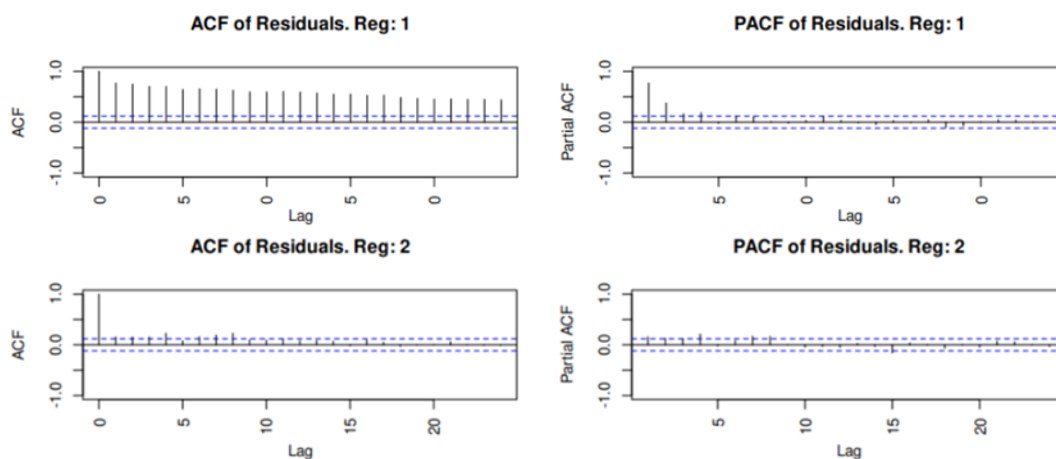 ACF of Residuals. Reg: 1
ACF
1.0
0.0
-1.0
0
5
0
5
0
Lag
PACF of Residuals. Reg: 1
Partial ACF
1.0
0.0
-1.0
5
0
5
0
Lag
ACF of Residuals. Reg: 2
ACF
1.0
0.0
-1.0
0
5
10
15
20
Lag
PACF of Residuals. Reg: 2
Partial ACF
1.0
0.0
-1.0
5
10
15
20
Lag